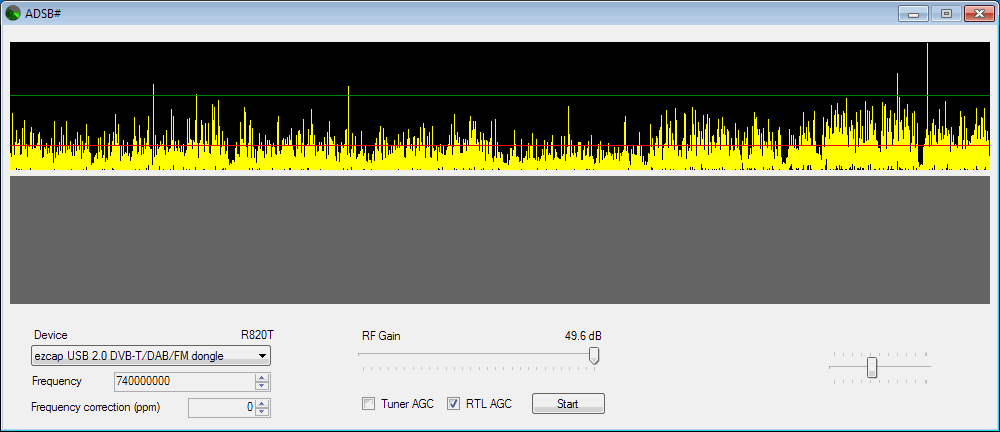 ADSB#
Device R820T
ezcap USB 2.0 DVB-T/DAB/FM dongle
Frequency 740000000
Frequency correction (ppm) 0
RF Gain 49.6 dB
Tuner AGC RTL AGC Start